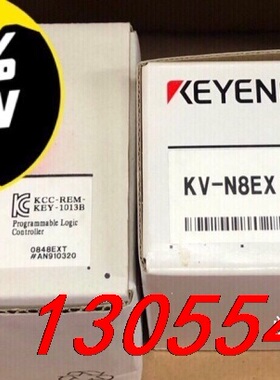 %
KEYEN
KCC-REM-
KEY-1013B
Programmable Logic
Controller
0848EXT
#AN910320
KV-N8EX
130554